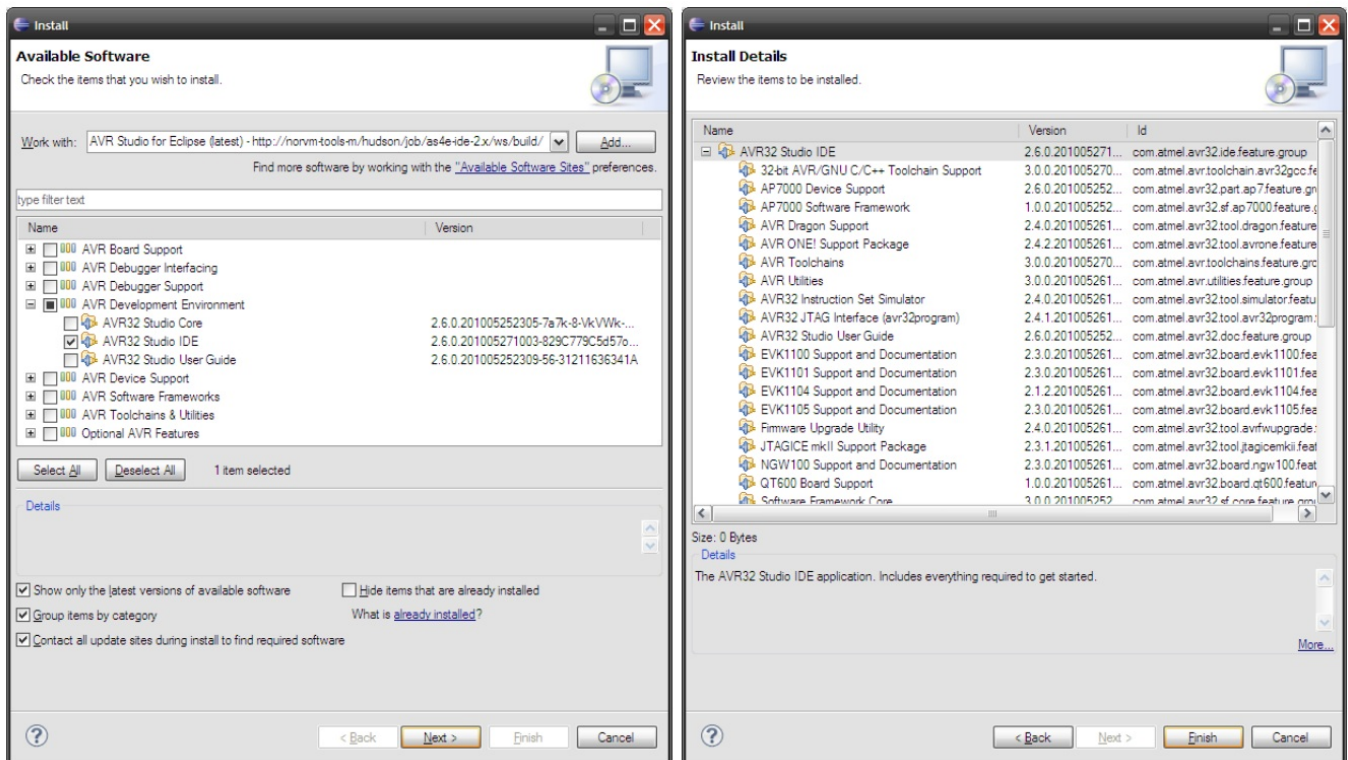 Install
Available Software
Check the items that you wish to install.
Work with: AVR Studio for Eclipse (latest) - http://norvm-tools-m/hudson/job/as4e-ide-2.x/ws/build/ Add...
Find more software by working with the "Available Software Sites" preferences.
type filter text
Name Version
AVR Board Support
AVR Debugger Interfacing
AVR Debugger Support
AVR Development Environment
AVR32 Studio Core 2.6.0.201005252305-7a7k-8-VkVWk-...
AVR32 Studio IDE 2.6.0.201005271003-829C779C5d57o...
AVR32 Studio User Guide 2.6.0.201005252309-56-31211636341A
AVR Device Support
AVR Software Frameworks
AVR Toolchains & Utilities
Optional AVR Features
Select All Deselect All 1 item selected
Details
Show only the latest versions of available software Hide items that are already installed
Group items by category What is already installed?
Contact all update sites during install to find required software
? < Back Next > Finish Cancel
Install
Install Details
Review the items to be installed.
Name Version Id
AVR32 Studio IDE 2.6.0.201005271... com.atmel.avr32.ide.feature.group
32-bit AVR/GNU C/C++ Toolchain Support 3.0.0.201005270... com.atmel.avr.toolchain.avr32gcc.fe
AP7000 Device Support 2.6.0.201005252... com.atmel.avr32.part.ap7.feature.gr
AP7000 Software Framework 1.0.0.201005252... com.atmel.avr32.sf.ap7000.feature.g
AVR Dragon Support 2.4.0.201005261... com.atmel.avr32.tool.dragon.feature
AVR ONE! Support Package 2.4.2.201005261... com.atmel.avr32.tool.avrone.feature
AVR Toolchains 3.0.0.201005270... com.atmel.avr.toolchains.feature.grc
AVR Utilities 3.0.0.201005261... com.atmel.avr.utilities.feature.group
AVR32 Instruction Set Simulator 2.4.0.201005261... com.atmel.avr32.tool.simulator.featu
AVR32 JTAG Interface (avr32program) 2.4.1.201005261... com.atmel.avr32.tool.avr32program.
AVR32 Studio User Guide 2.6.0.201005252... com.atmel.avr32.doc.feature.group
EVK1100 Support and Documentation 2.3.0.201005261... com.atmel.avr32.board.evk1100.fea
EVK1101 Support and Documentation 2.3.0.201005261... com.atmel.avr32.board.evk1101.fea
EVK1104 Support and Documentation 2.1.2.201005261... com.atmel.avr32.board.evk1104.fea
EVK1105 Support and Documentation 2.3.0.201005261... com.atmel.avr32.board.evk1105.fea
Firmware Upgrade Utility 2.4.0.201005261... com.atmel.avr32.tool.avrfwupgrade.
JTAGICE mkII Support Package 2.3.1.201005261... com.atmel.avr32.tool.jtagicemkii.feat
NGW100 Support and Documentation 2.3.0.201005261... com.atmel.avr32.board.ngw100.feat
QT600 Board Support 1.0.0.201005261... com.atmel.avr32.board.qt600.featur
Software Framework Core 3.0.0.201005252... com.atmel.avr32.sf.core.feature.grou
Size: 0 Bytes
Details
The AVR32 Studio IDE application. Includes everything required to get started.
More...
? < Back Next > Finish Cancel